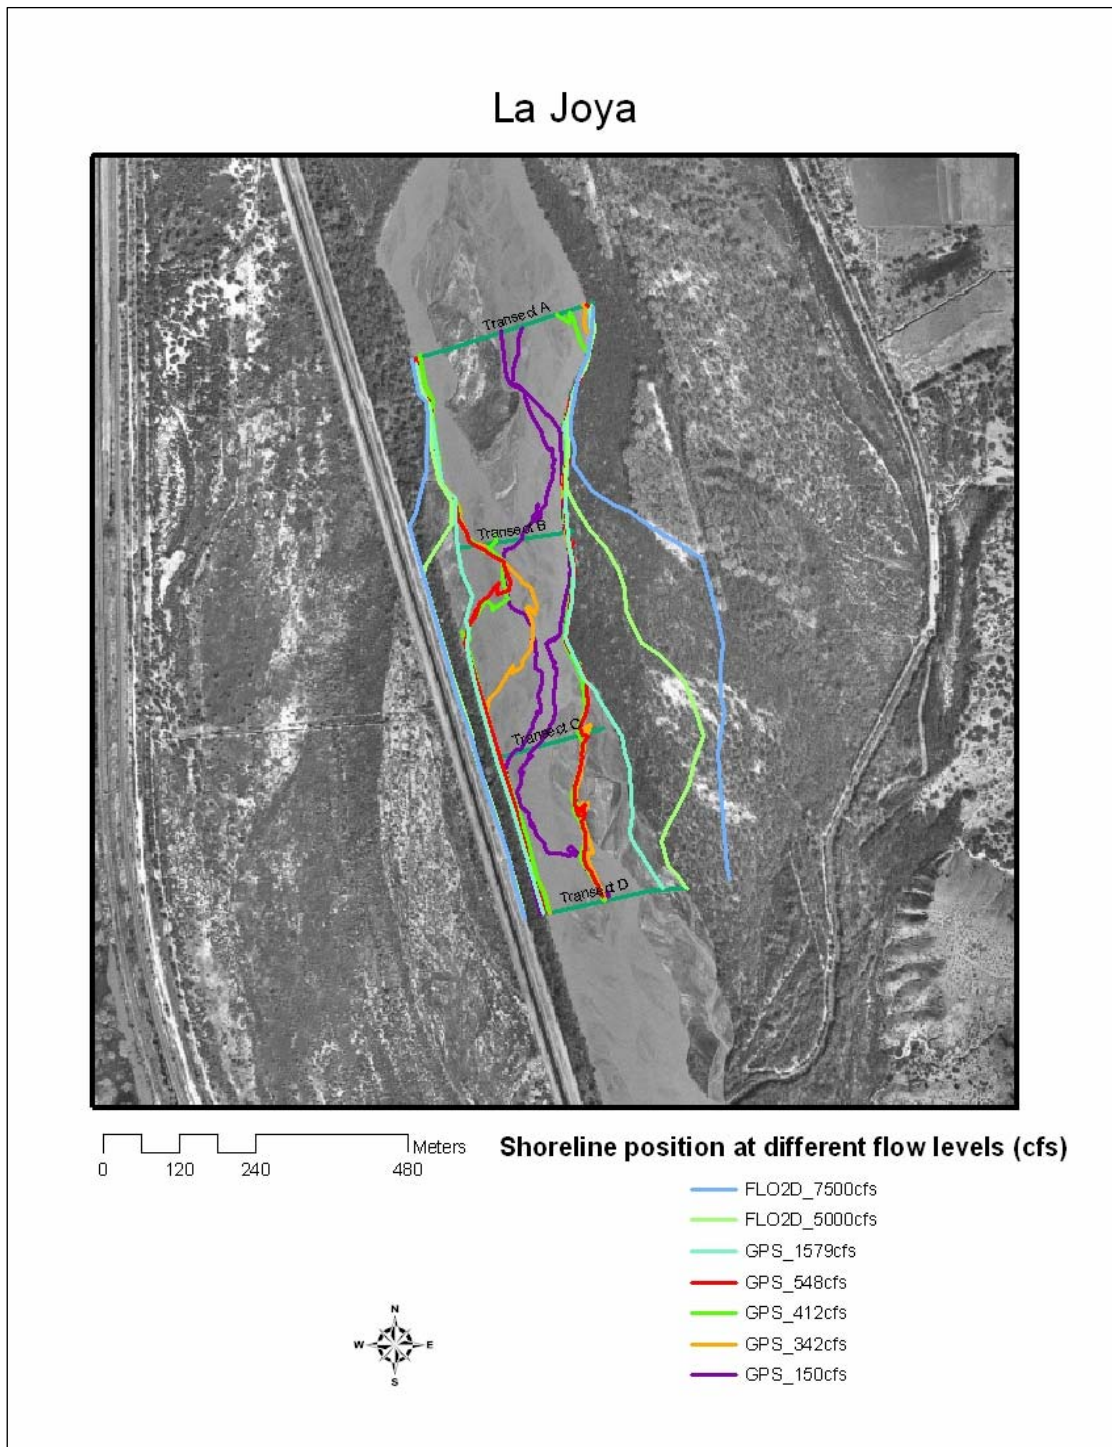 La Joya
Transect A
Transect B
Transect C
Transect D
Meters
0 120 240 480
Shoreline position at different flow levels (cfs)
FLO2D_7500cfs
FLO2D_5000cfs
GPS_1579cfs
GPS_548cfs
GPS_412cfs
GPS_342cfs
GPS_150cfs
N
W E
S